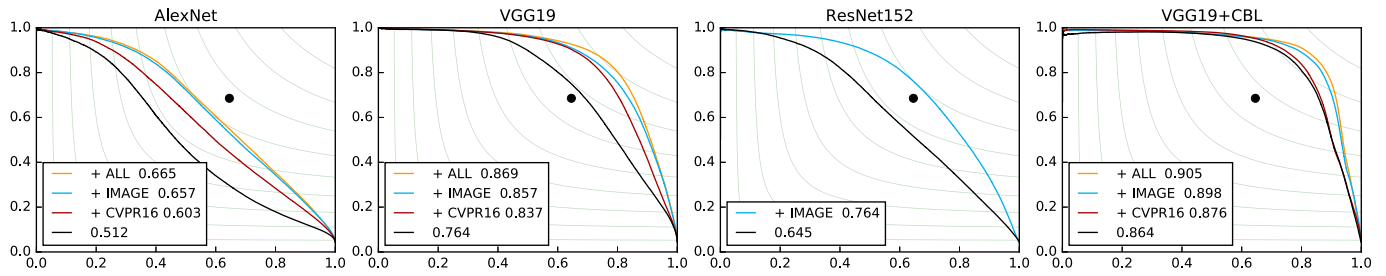 AlexNet
1.0
0.8
0.6
0.4
0.2
0.0
+ ALL 0.665
+ IMAGE 0.657
+ CVPR16 0.603
0.512
0.0 0.2 0.4 0.6 0.8 1.0
VGG19
1.0
0.8
0.6
0.4
0.2
0.0
+ ALL 0.869
+ IMAGE 0.857
+ CVPR16 0.837
0.764
0.0 0.2 0.4 0.6 0.8 1.0
ResNet152
1.0
0.8
0.6
0.4
0.2
0.0
+ IMAGE 0.764
0.645
0.0 0.2 0.4 0.6 0.8 1.0
VGG19+CBL
1.0
0.8
0.6
0.4
0.2
0.0
+ ALL 0.905
+ IMAGE 0.898
+ CVPR16 0.876
0.864
0.0 0.2 0.4 0.6 0.8 1.0